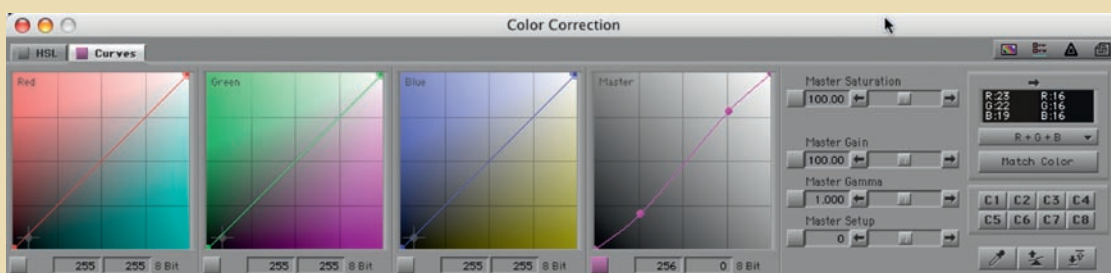 Color Correction
HSL Curves
Red Green Blue Master
Master Saturation
100.00
Master Gain
100.00
Master Gamma
1.000
Master Setup
0
R:23 R:16
G:22 G:16
B:19 B:16
R + G + B
Match Color
C1 C2 C3 C4
C5 C6 C7 C8
255 255 8 Bit 255 255 8 Bit 255 255 8 Bit 256 0 8 Bit